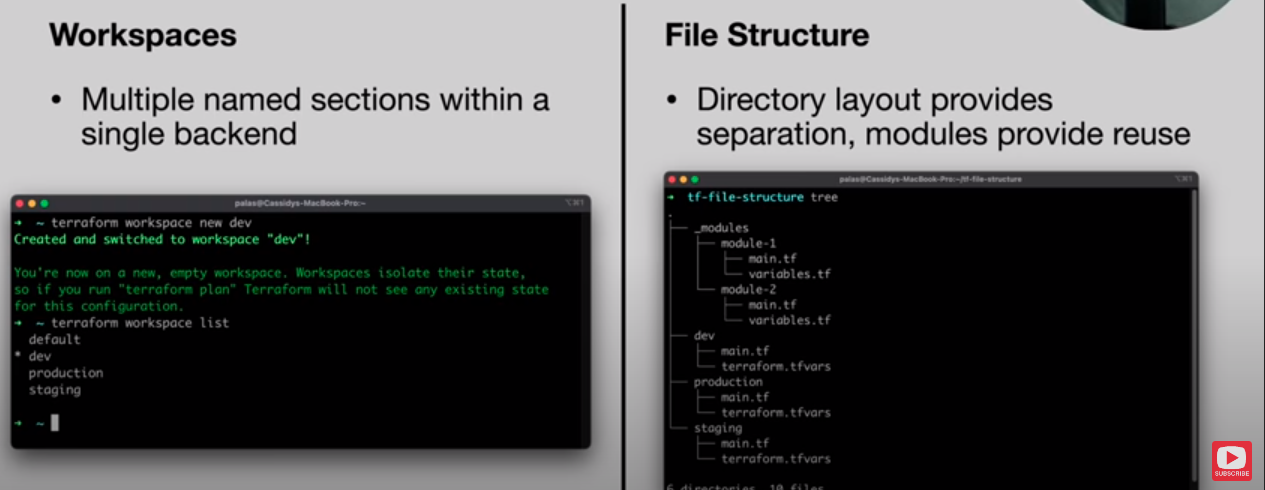 Workspaces
• Multiple named sections within a
single backend
palas@Cassidys-MacBook-Pro:~
⌥⌘1
➜ ~ terraform workspace new dev
Created and switched to workspace "dev"!
You're now on a new, empty workspace. Workspaces isolate their state,
so if you run "terraform plan" Terraform will not see any existing state
for this configuration.
➜ ~ terraform workspace list
default
* dev
production
staging
➜ ~
File Structure
• Directory layout provides
separation, modules provide reuse
palas@Cassidys-MacBook-Pro:~/tf-file-structure
⌥⌘1
➜ tf-file-structure tree
.
├── _modules
│   ├── module-1
│   │   ├── main.tf
│   │   └── variables.tf
│   └── module-2
│       ├── main.tf
│       └── variables.tf
├── dev
│   ├── main.tf
│   └── terraform.tfvars
├── production
│   ├── main.tf
│   └── terraform.tfvars
└── staging
    ├── main.tf
    └── terraform.tfvars
6 directories, 10 files
SUBSCRIBE